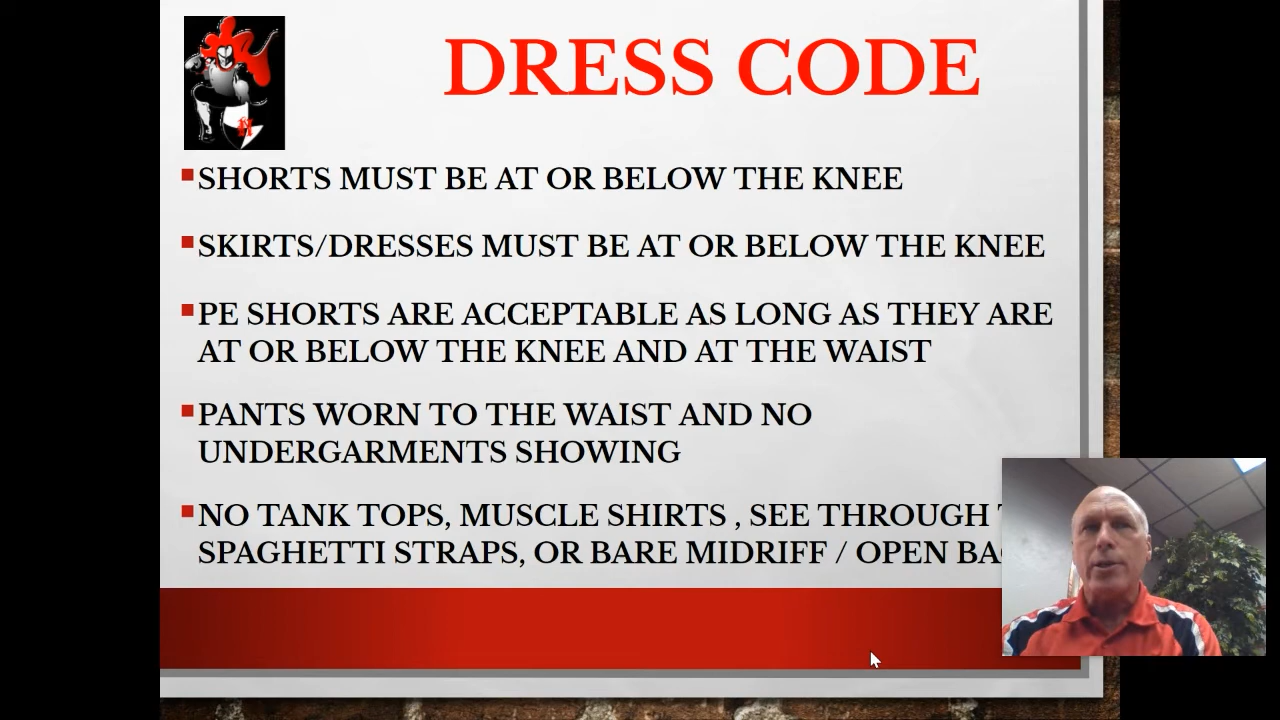 DRESS CODE
SHORTS MUST BE AT OR BELOW THE KNEE
SKIRTS/DRESSES MUST BE AT OR BELOW THE KNEE
PE SHORTS ARE ACCEPTABLE AS LONG AS THEY ARE
AT OR BELOW THE KNEE AND AT THE WAIST
PANTS WORN TO THE WAIST AND NO
UNDERGARMENTS SHOWING
NO TANK TOPS, MUSCLE SHIRTS , SEE THROUGH
SPAGHETTI STRAPS, OR BARE MIDRIFF / OPEN